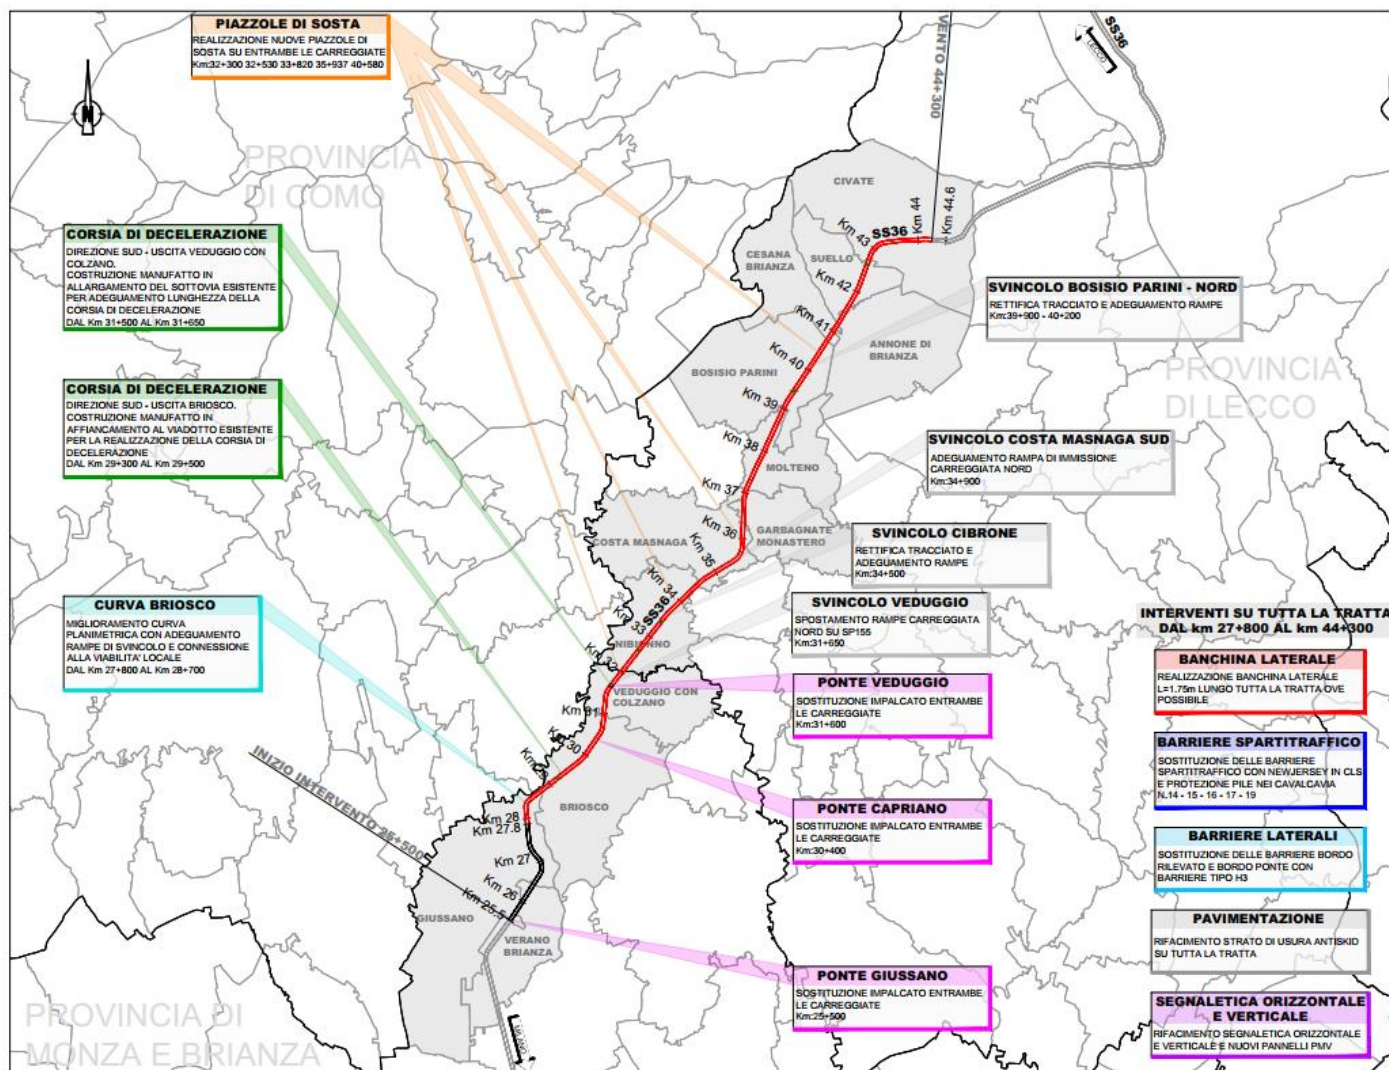 PIAZZOLE DI SOSTA
REALIZZAZIONE NUOVE PIAZZOLE DI
SOSTA SU ENTRAMBE LE CARREGGIATE
Km:32+300 32+530 33+820 35+937 40+580
N
PROVINCIA
DI COMO
CORSIA DI DECELERAZIONE
DIREZIONE SUD - USCITA VEDUGGIO CON
COLZANO.
COSTRUZIONE MANUFATTO IN
ALLARGAMENTO DEL SOTTOVIA ESISTENTE
PER ADEGUAMENTO LUNGHEZZA DELLA
CORSIA DI DECELERAZIONE
DAL Km 31+500 AL Km 31+650
CORSIA DI DECELERAZIONE
DIREZIONE SUD - USCITA BRIOSCO.
COSTRUZIONE MANUFATTO IN
AFFIANCAMENTO AL VIADOTTO ESISTENTE
PER LA REALIZZAZIONE DELLA CORSIA DI
DECELERAZIONE
DAL Km 29+300 AL Km 29+500
CURVA BRIOSCO
MIGLIORAMENTO CURVA
PLANIMETRICA CON ADEGUAMENTO
RAMPE DI SVINCOLO E CONNESSIONE
ALLA VIABILITA' LOCALE
DAL Km 27+800 AL Km 28+700
INIZIO INTERVENTO 25+500
VENTO 44+300
SS36
LECCO
CIVATE
Km 44
Km 44.6
SS36
Km 43
SUELLO
CESANA
BRIANZA
Km 42
Km 41
ANNONE DI
BRIANZA
Km 40
BOSISIO PARINI
Km 39
Km 38
MOLTENO
Km 37
Km 36
GARBAGNATE
MONASTERO
COSTA MASNAGA
Km 35
Km 34
SS36
Km 33
NIBIONNO
Km 32
VEDUGGIO CON
COLZANO
Km 31
Km 30
Km 29
BRIOSCO
Km 28
Km 27.8
Km 27
Km 26
Km 25.5
GIUSSANO
VERANO
BRIANZA
MILANO
PROVINCIA DI
MONZA E BRIANZA
SVINCOLO BOSISIO PARINI - NORD
RETTIFICA TRACCIATO E ADEGUAMENTO RAMPE
Km:39+900 - 40+200
PROVINCIA
DI LECCO
SVINCOLO COSTA MASNAGA SUD
ADEGUAMENTO RAMPA DI IMMISSIONE
CARREGGIATA NORD
Km:34+900
SVINCOLO CIBRONE
RETTIFICA TRACCIATO E
ADEGUAMENTO RAMPE
Km:34+500
SVINCOLO VEDUGGIO
SPOSTAMENTO RAMPE CARREGGIATA
NORD SU SP155
Km:31+650
PONTE VEDUGGIO
SOSTITUZIONE IMPALCATO ENTRAMBE
LE CARREGGIATE
Km:31+600
PONTE CAPRIANO
SOSTITUZIONE IMPALCATO ENTRAMBE
LE CARREGGIATE
Km:30+400
PONTE GIUSSANO
SOSTITUZIONE IMPALCATO ENTRAMBE
LE CARREGGIATE
Km:25+500
INTERVENTI SU TUTTA LA TRATTA
DAL km 27+800 AL km 44+300
BANCHINA LATERALE
REALIZZAZIONE BANCHINA LATERALE
L=1.75m LUNGO TUTTA LA TRATTA OVE
POSSIBILE
BARRIERE SPARTITRAFFICO
SOSTITUZIONE DELLE BARRIERE
SPARTITRAFFICO CON NEWJERSEY IN CLS
E PROTEZIONE PILE NEI CAVALCAVIA
N.14 - 15 - 16 - 17 - 19
BARRIERE LATERALI
SOSTITUZIONE DELLE BARRIERE BORDO
RILEVATO E BORDO PONTE CON
BARRIERE TIPO H3
PAVIMENTAZIONE
RIFACIMENTO STRATO DI USURA ANTISKID
SU TUTTA LA TRATTA
SEGNALETICA ORIZZONTALE
E VERTICALE
RIFACIMENTO SEGNALETICA ORIZZONTALE
E VERTICALE E NUOVI PANNELLI PMV